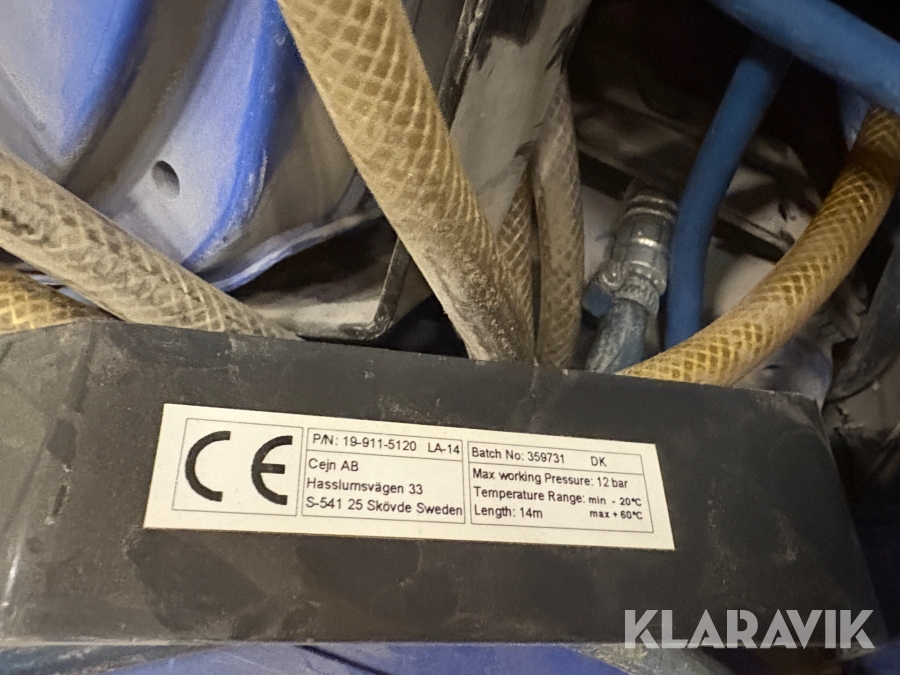 CE
P/N: 19-911-5120 LA-14
Cejn AB
Hasslumsvägen 33
S-541 25 Skövde Sweden
Batch No: 359731 DK
Max working Pressure: 12 bar
Temperature Range: min - 20°C
Length: 14m max + 60°C
KLARAVIK